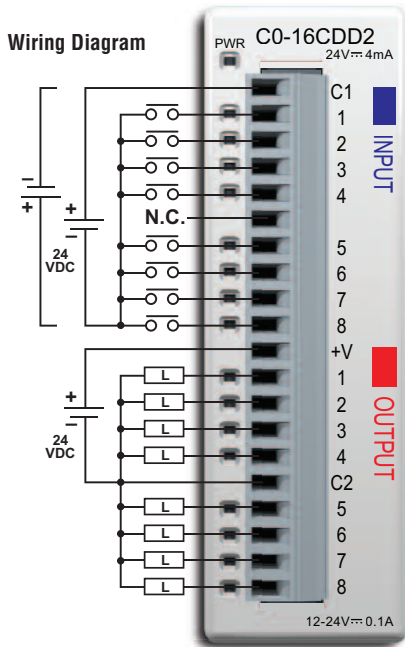 Wiring Diagram
PWR
C0-16CDD2
24V⎓4mA
C1
1
2
3
4
N.C.
5
6
7
8
INPUT
−
+
+
−
24
VDC
+V
1
2
3
4
C2
5
6
7
8
OUTPUT
+
−
24
VDC
L
L
L
L
L
L
L
L
12-24V⎓0.1A